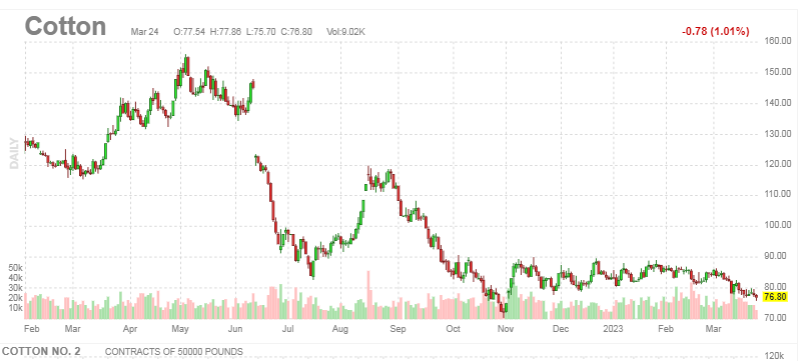 Cotton Mar 24 O:77.54 H:77.86 L:75.70 C:76.80 Vol:9.02K -0.78 (1.01%)
160.00
150.00
140.00
130.00
DAILY
120.00
110.00
100.00
90.00
50k
40k
80.00
30k
76.80
20k
10k
70.00
Feb Mar Apr May Jun Jul Aug Sep Oct Nov Dec 2023 Feb Mar
COTTON NO. 2 CONTRACTS OF 50000 POUNDS
120k